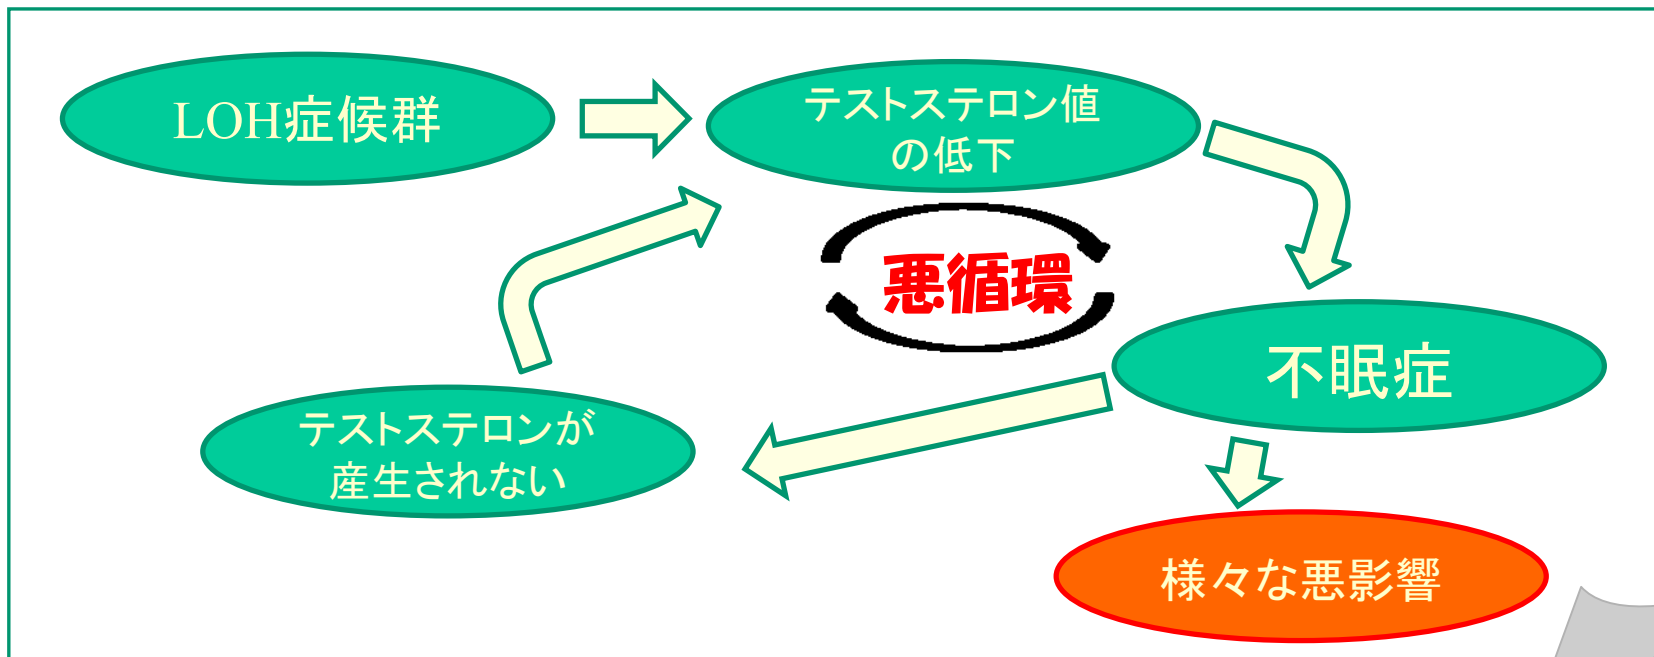 LOH症候群
テストステロン値
の低下
悪循環
不眠症
テストステロンが
産生されない
様々な悪影響